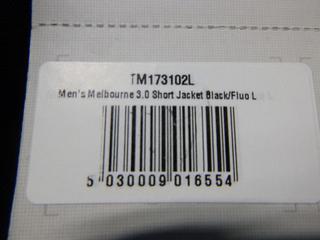 TM173102L
Men's Melbourne 3.0 Short Jacket Black/Fluo L
5 030009 016554